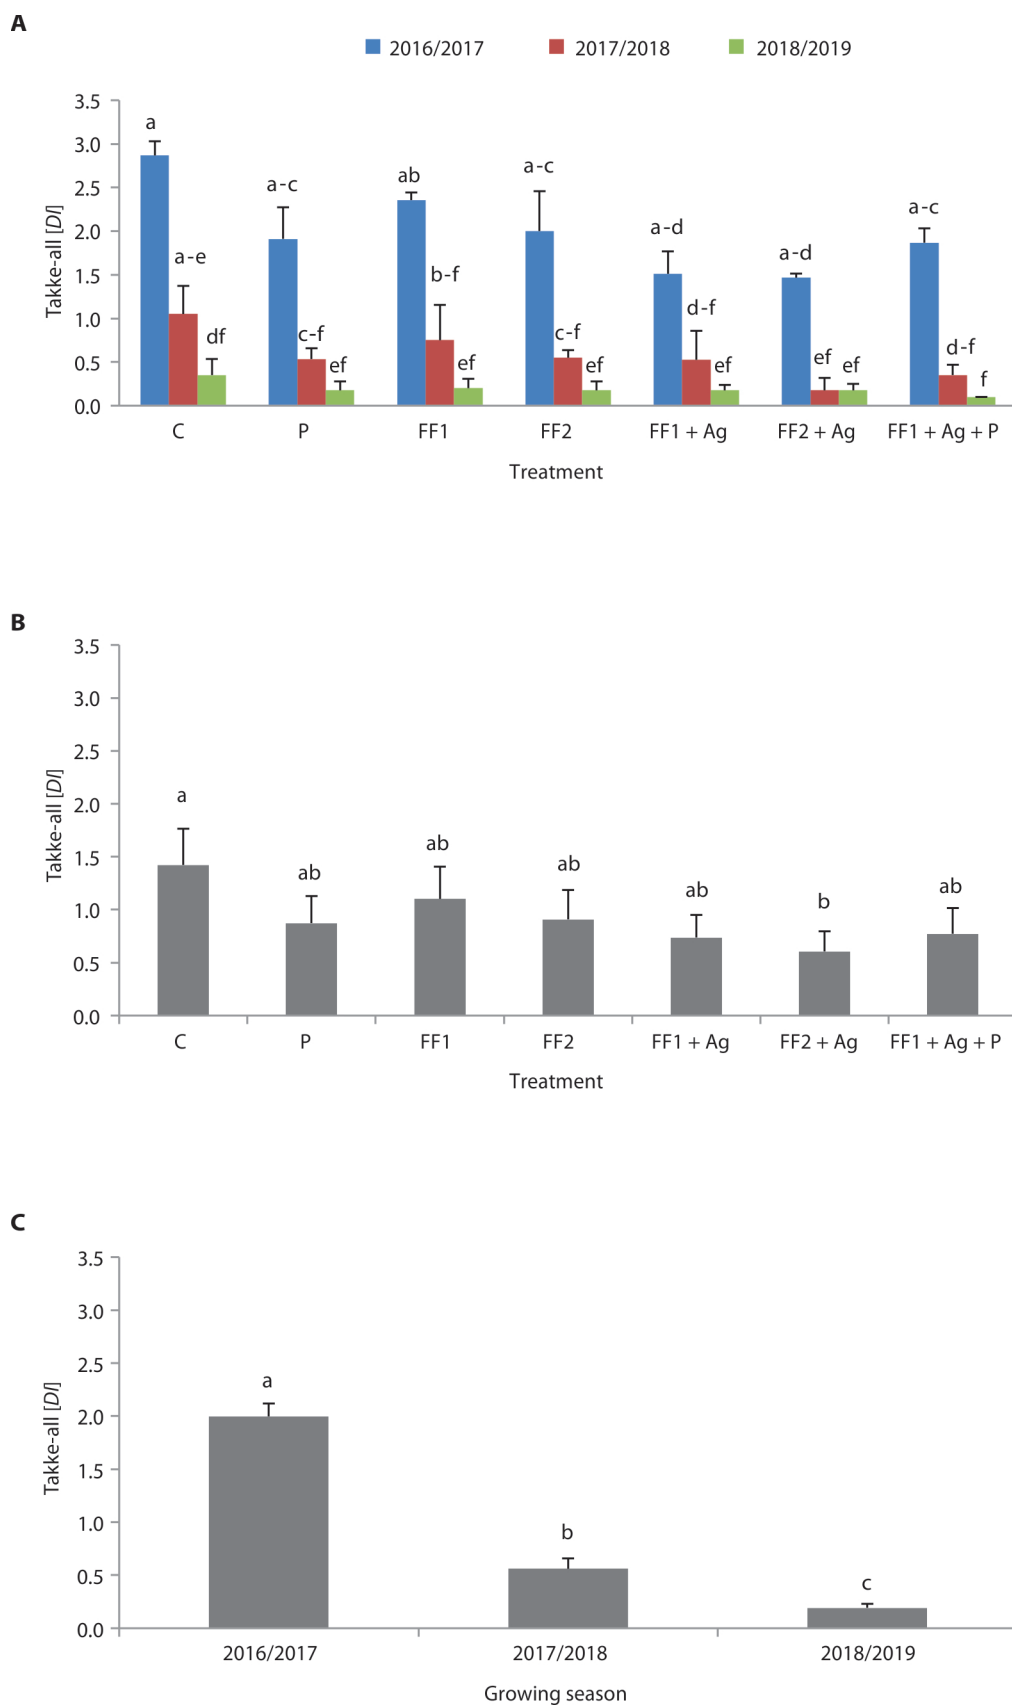 A
2016/2017 2017/2018 2018/2019
3.5
3.0
2.5
2.0
1.5
1.0
0.5
0.0
Takke-all [DI]
a
a-e
df
a-c
c-f
ef
ab
b-f
ef
a-c
c-f
ef
a-d
d-f
ef
a-d
ef
ef
a-c
d-f
f
C P FF1 FF2 FF1 + Ag FF2 + Ag FF1 + Ag + P
Treatment
B
3.5
3.0
2.5
2.0
1.5
1.0
0.5
0.0
Takke-all [DI]
a
ab
ab
ab
ab
b
ab
C P FF1 FF2 FF1 + Ag FF2 + Ag FF1 + Ag + P
Treatment
C
3.5
3.0
2.5
2.0
1.5
1.0
0.5
0.0
Takke-all [DI]
a
b
c
2016/2017 2017/2018 2018/2019
Growing season